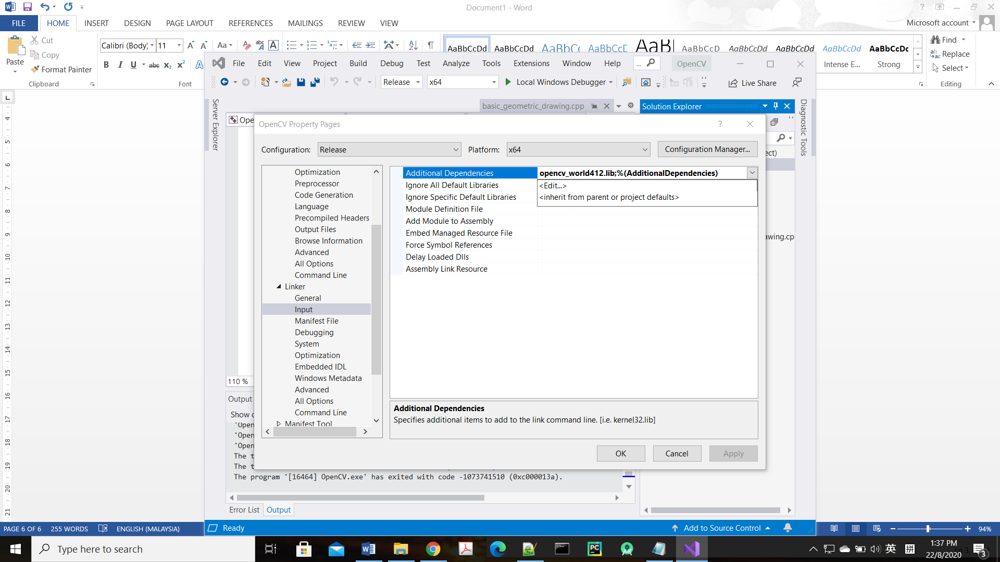 Document1 - Word
FILE HOME INSERT DESIGN PAGE LAYOUT REFERENCES MAILINGS REVIEW VIEW
Microsoft account
Paste
Cut
Copy
Format Painter
Clipboard
Calibri (Body) 11
Font
AaBbCcDd AaBbCcDd AaBbCc AaBbCcE AaBl AaBbCcD AaBbCcDd AaBbCcDd AaBbCcDd AaBbCcDc
Intense E... Strong
Find
Replace
Select
Editing
File Edit View Project Build Debug Test Analyze Tools Extensions Window Help ... OpenCV
Release x64 Local Windows Debugger Live Share
Server Explorer
basic_geometric_drawing.cpp
Solution Explorer
Diagnostic Tools
Ope
OpenCV Property Pages
Configuration: Release Platform: x64 Configuration Manager...
ect)
awing.cp
Optimization
Preprocessor
Code Generation
Language
Precompiled Headers
Output Files
Browse Information
Advanced
All Options
Command Line
Linker
General
Input
Manifest File
Debugging
System
Optimization
Embedded IDL
Windows Metadata
Advanced
All Options
Command Line
Manifest Tool
Additional Dependencies opencv_world412.lib;%(AdditionalDependencies)
Ignore All Default Libraries <Edit...>
Ignore Specific Default Libraries <inherit from parent or project defaults>
Module Definition File
Add Module to Assembly
Embed Managed Resource File
Force Symbol References
Delay Loaded Dlls
Assembly Link Resource
Additional Dependencies
Specifies additional items to add to the link command line. [i.e. kernel32.lib]
OK Cancel Apply
110 %
Output
Show o
'Open
'Open
'Open
The t
The t
The program '[16464] OpenCV.exe' has exited with code -1073741510 (0xc000013a).
Error List Output
Ready
Add to Source Control
PAGE 6 OF 6 255 WORDS ENGLISH (MALAYSIA)
94%
Type here to search
英 拼
1:37 PM
22/8/2020
3